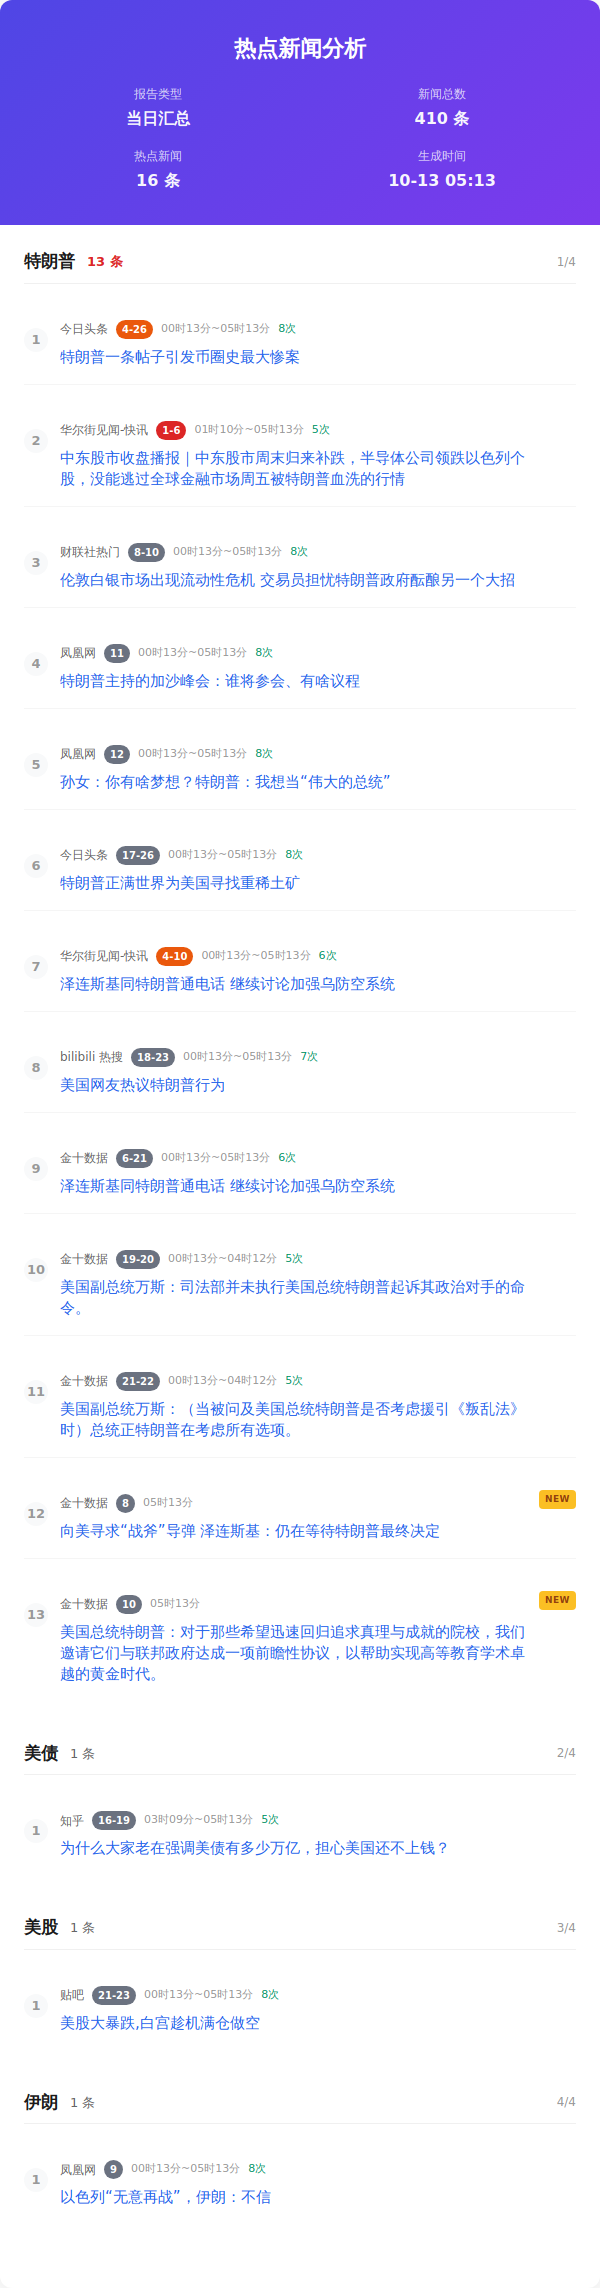 热点新闻分析
报告类型
当日汇总
新闻总数
410 条
热点新闻
16 条
生成时间
10-13 05:13
特朗普 13 条 1/4
1
今日头条 4-26 00时13分~05时13分 8次
特朗普一条帖子引发币圈史最大惨案
2
华尔街见闻-快讯 1-6 01时10分~05时13分 5次
中东股市收盘播报｜中东股市周末归来补跌，半导体公司领跌以色列个
股，没能逃过全球金融市场周五被特朗普血洗的行情
3
财联社热门 8-10 00时13分~05时13分 8次
伦敦白银市场出现流动性危机 交易员担忧特朗普政府酝酿另一个大招
4
凤凰网 11 00时13分~05时13分 8次
特朗普主持的加沙峰会：谁将参会、有啥议程
5
凤凰网 12 00时13分~05时13分 8次
孙女：你有啥梦想？特朗普：我想当“伟大的总统”
6
今日头条 17-26 00时13分~05时13分 8次
特朗普正满世界为美国寻找重稀土矿
7
华尔街见闻-快讯 4-10 00时13分~05时13分 6次
泽连斯基同特朗普通电话 继续讨论加强乌防空系统
8
bilibili 热搜 18-23 00时13分~05时13分 7次
美国网友热议特朗普行为
9
金十数据 6-21 00时13分~05时13分 6次
泽连斯基同特朗普通电话 继续讨论加强乌防空系统
10
金十数据 19-20 00时13分~04时12分 5次
美国副总统万斯：司法部并未执行美国总统特朗普起诉其政治对手的命
令。
11
金十数据 21-22 00时13分~04时12分 5次
美国副总统万斯：（当被问及美国总统特朗普是否考虑援引《叛乱法》
时）总统正特朗普在考虑所有选项。
12
金十数据 8 05时13分 NEW
向美寻求“战斧”导弹 泽连斯基：仍在等待特朗普最终决定
13
金十数据 10 05时13分 NEW
美国总统特朗普：对于那些希望迅速回归追求真理与成就的院校，我们
邀请它们与联邦政府达成一项前瞻性协议，以帮助实现高等教育学术卓
越的黄金时代。
美债 1 条 2/4
1
知乎 16-19 03时09分~05时13分 5次
为什么大家老在强调美债有多少万亿，担心美国还不上钱？
美股 1 条 3/4
1
贴吧 21-23 00时13分~05时13分 8次
美股大暴跌,白宫趁机满仓做空
伊朗 1 条 4/4
1
凤凰网 9 00时13分~05时13分 8次
以色列“无意再战”，伊朗：不信